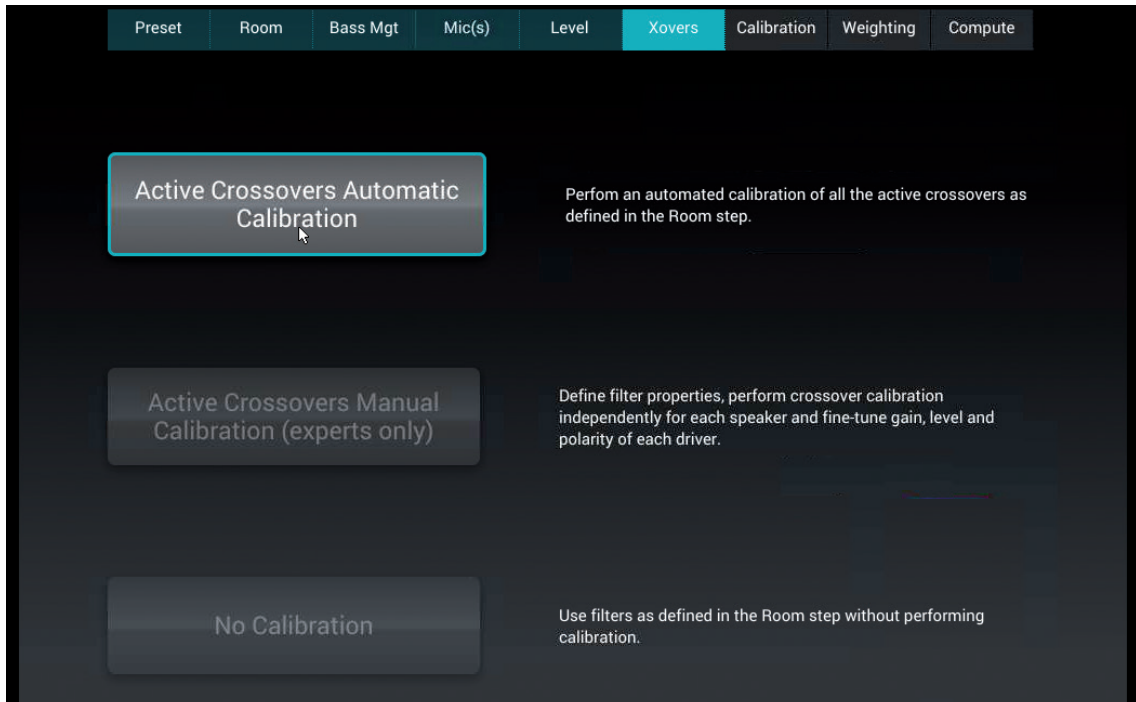 Preset Room Bass Mgt Mic(s) Level Xovers Calibration Weighting Compute
Active Crossovers Automatic
Calibration
Perfom an automated calibration of all the active crossovers as
defined in the Room step.
Active Crossovers Manual
Calibration (experts only)
Define filter properties, perform crossover calibration
independently for each speaker and fine-tune gain, level and
polarity of each driver.
No Calibration
Use filters as defined in the Room step without performing
calibration.